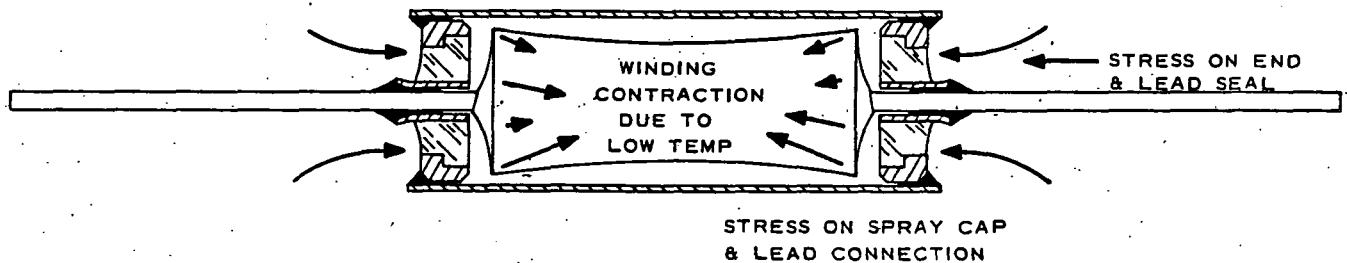 WINDING
CONTRACTION
DUE TO
LOW TEMP
STRESS ON END
& LEAD SEAL
STRESS ON SPRAY CAP
& LEAD CONNECTION